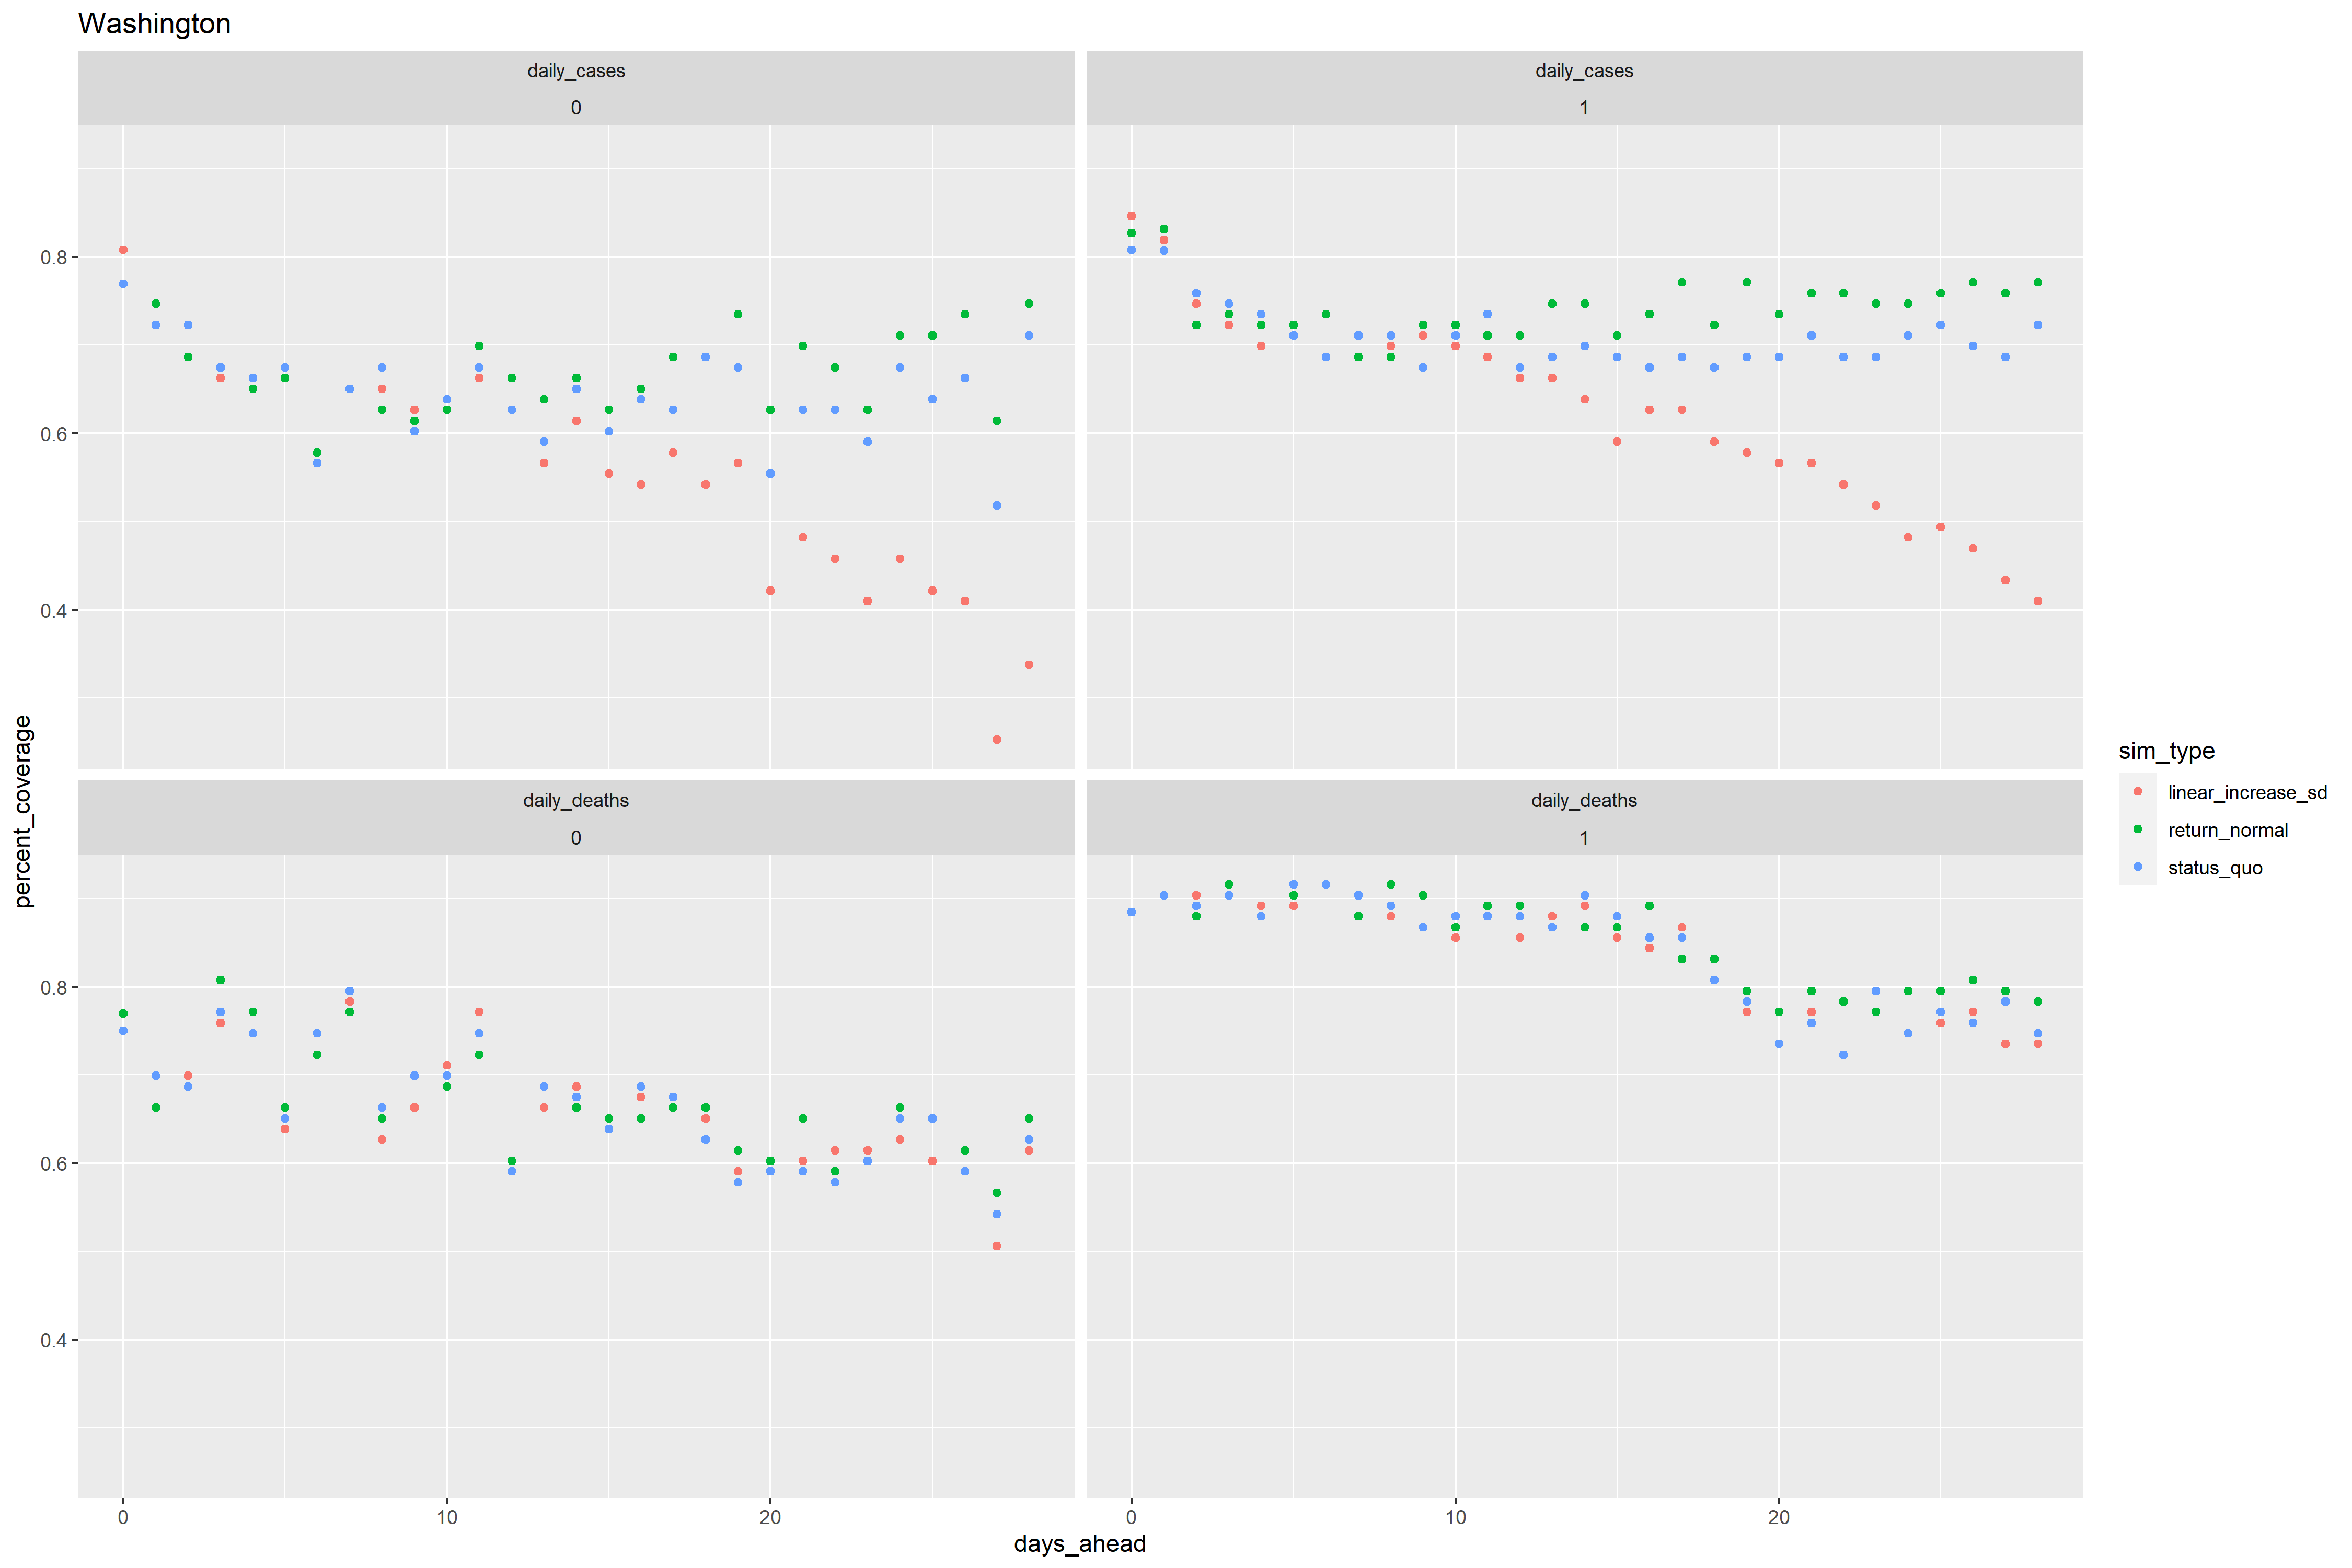 Washington
daily_cases
0
daily_cases
1
0.8
0.6
0.4
daily_deaths
0
daily_deaths
1
0.8
0.6
0.4
0
10
20
0
10
20
days_ahead
percent_coverage
sim_type
linear_increase_sd
return_normal
status_quo